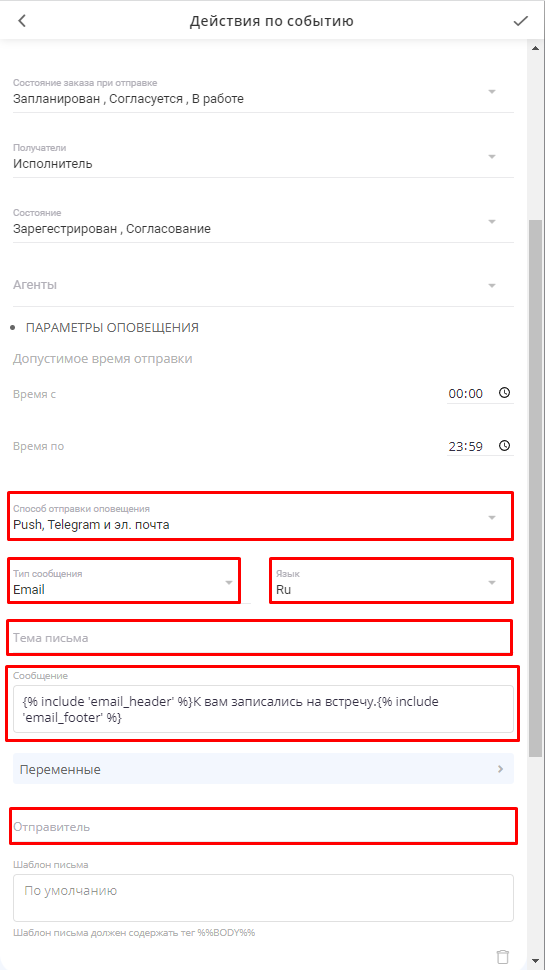 Действия по событию
Состояние заказа при отправке
Запланирован , Согласуется , В работе
Получатели
Исполнитель
Состояние
Зарегестрирован , Согласование
Агенты
ПАРАМЕТРЫ ОПОВЕЩЕНИЯ
Допустимое время отправки
Время с 00:00
Время по 23:59
Способ отправки оповещения
Push, Telegram и эл. почта
Тип сообщения Язык
Email Ru
Тема письма
Сообщение
{% include 'email_header' %}К вам записались на встречу.{% include
'email_footer' %}
Переменные
Отправитель
Шаблон письма
По умолчанию
Шаблон письма должен содержать тег %%BODY%%